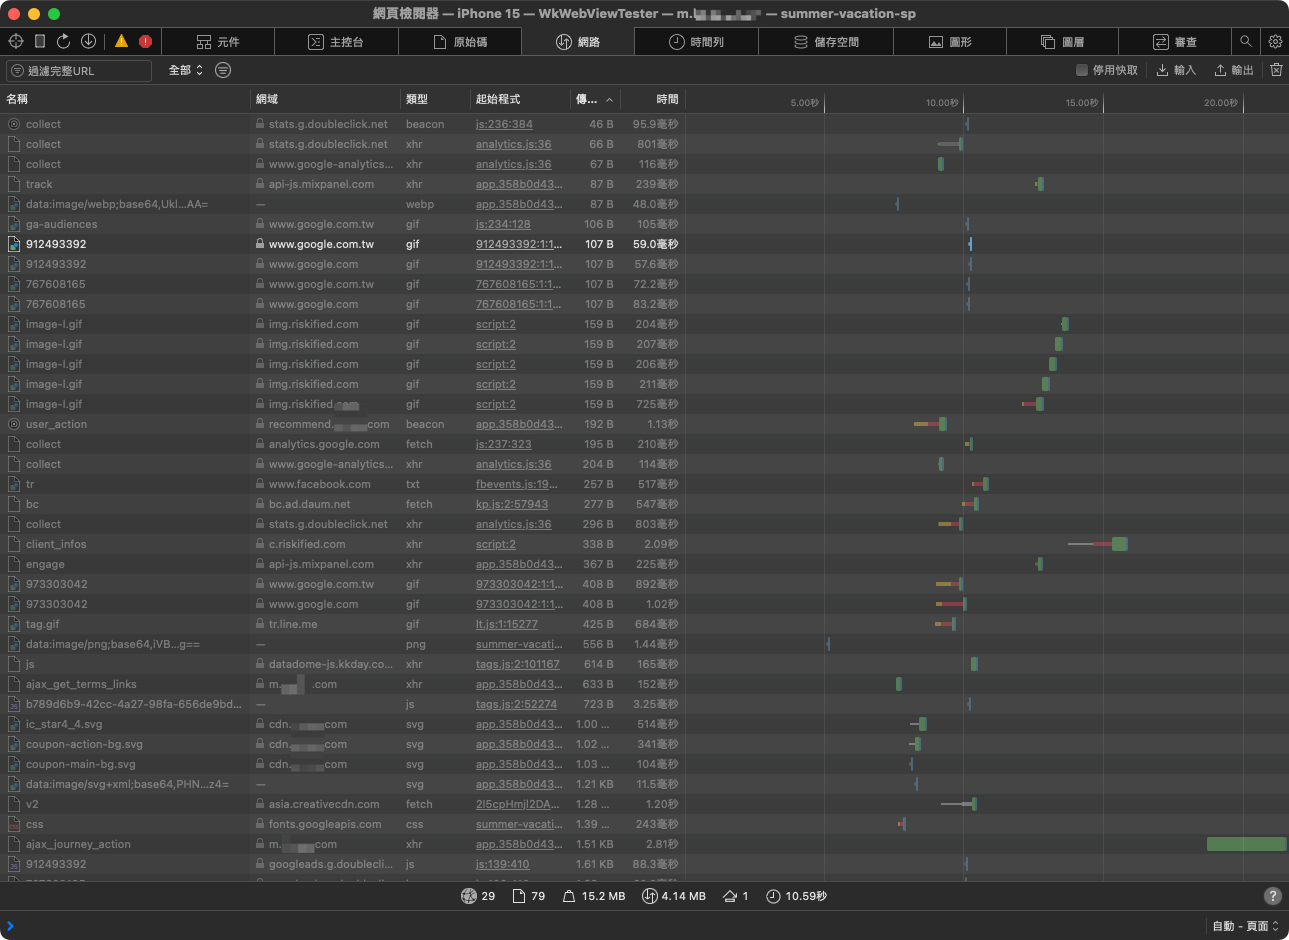 網頁檢閱器 — iPhone 15 — WkWebViewTester — m. — summer-vacation-sp
元件 主控台 原始碼 網路 時間列 儲存空間 圖形 圖層 審查
過濾完整URL 全部 停用快取 輸入 輸出
名稱 網域 類型 起始程式 傳... 時間 5.00秒 10.00秒 15.00秒 20.00秒
collect stats.g.doubleclick.net beacon js:236:384 46 B 95.9毫秒
collect stats.g.doubleclick.net xhr analytics.js:36 66 B 801毫秒
collect www.google-analytics... xhr analytics.js:36 67 B 116毫秒
track api-js.mixpanel.com xhr app.358b0d43... 87 B 239毫秒
data:image/webp;base64,Ukl...AA= — webp app.358b0d43... 87 B 48.0毫秒
ga-audiences www.google.com.tw gif js:234:128 106 B 105毫秒
912493392 www.google.com.tw gif 912493392:1:1... 107 B 59.0毫秒
912493392 www.google.com gif 912493392:1:1... 107 B 57.6毫秒
767608165 www.google.com.tw gif 767608165:1:1... 107 B 72.2毫秒
767608165 www.google.com gif 767608165:1:1... 107 B 83.2毫秒
image-l.gif img.riskified.com gif script:2 159 B 204毫秒
image-l.gif img.riskified.com gif script:2 159 B 207毫秒
image-l.gif img.riskified.com gif script:2 159 B 206毫秒
image-l.gif img.riskified.com gif script:2 159 B 211毫秒
image-l.gif img.riskified. gif script:2 159 B 725毫秒
user_action recommend. com beacon app.358b0d43... 192 B 1.13秒
collect analytics.google.com fetch js:237:323 195 B 210毫秒
collect www.google-analytics... xhr analytics.js:36 204 B 114毫秒
tr www.facebook.com txt fbevents.js:19... 257 B 517毫秒
bc bc.ad.daum.net fetch kp.js:2:57943 277 B 547毫秒
collect stats.g.doubleclick.net xhr analytics.js:36 296 B 803毫秒
client_infos c.riskified.com xhr script:2 338 B 2.09秒
engage api-js.mixpanel.com xhr app.358b0d43... 367 B 225毫秒
973303042 www.google.com.tw gif 973303042:1:1... 408 B 892毫秒
973303042 www.google.com gif 973303042:1:1... 408 B 1.02秒
tag.gif tr.line.me gif lt.js:1:15277 425 B 684毫秒
data:image/png;base64,iVB...g== — png summer-vacati... 556 B 1.44毫秒
js datadome-js.kkday.co... xhr tags.js:2:101167 614 B 165毫秒
ajax_get_terms_links m. .com xhr app.358b0d43... 633 B 152毫秒
b789d6b9-42cc-4a27-98fa-656de9bd... — js tags.js:2:52274 723 B 3.25毫秒
ic_star4_4.svg cdn. com svg app.358b0d43... 1.00 ... 514毫秒
coupon-action-bg.svg cdn. com svg app.358b0d43... 1.02 ... 341毫秒
coupon-main-bg.svg cdn. .com svg app.358b0d43... 1.03 ... 104毫秒
data:image/svg+xml;base64,PHN...z4= — svg app.358b0d43... 1.21 KB 11.5毫秒
v2 asia.creativecdn.com fetch 2l5cpHmjl2DA... 1.28 ... 1.20秒
css fonts.googleapis.com css summer-vacati... 1.39 ... 243毫秒
ajax_journey_action m. com xhr app.358b0d43... 1.51 KB 2.81秒
912493392 googleads.g.doublecli... js js:139:410 1.61 KB 88.3毫秒
29 79 15.2 MB 4.14 MB 1 10.59秒 ?
自動 - 頁面